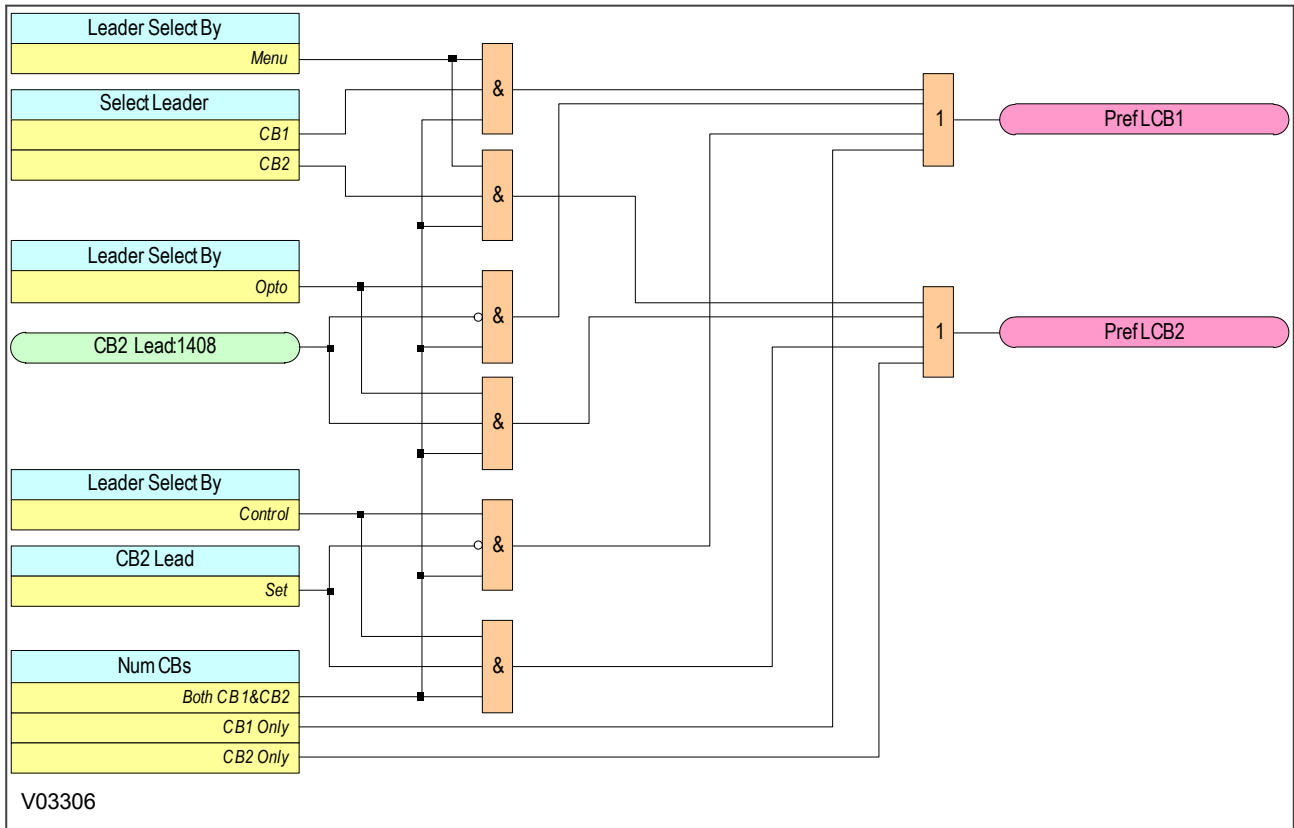 Leader Select By
Menu
Select Leader
CB1
CB2
Leader Select By
Opto
CB2 Lead:1408
Leader Select By
Control
CB2 Lead
Set
Num CBs
Both CB1&CB2
CB1 Only
CB2 Only
&
&
&
&
&
&
1
1
Pref LCB1
Pref LCB2
V03306